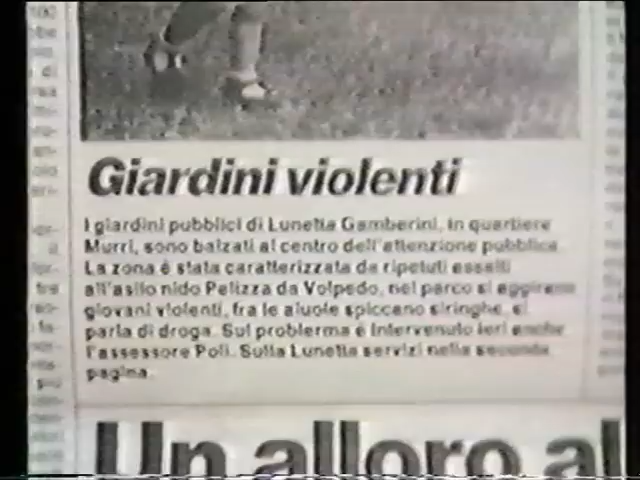 Giardini violenti
I giardini pubblici di Lunetta Gamberini, in quartiere
Murri, sono balzati al centro dell'attenzione pubblica.
La zona è stata caratterizzata da ripetuti assalti
all'asilo nido Pelizza da Volpedo, nel parco si aggirano
giovani violenti, fra le aiuole spiccano siringhe, si
parla di droga. Sul problerma è intervenuto ieri anche
l'assessore Poli. Sulla Lunetta servizi nella seconda
pagina.
Un alloro al